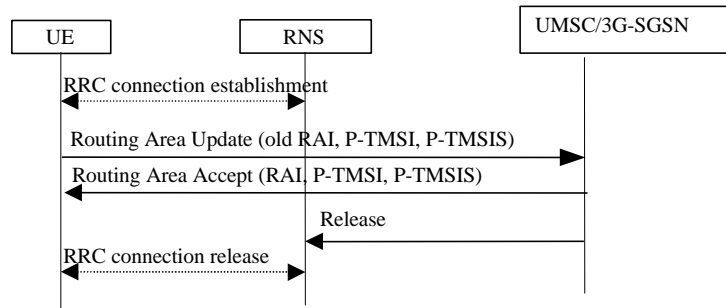 UE
RNS
UMSC/3G-SGSN
RRC connection establishment
Routing Area Update (old RAI, P-TMSI, P-TMSIS)
Routing Area Accept (RAI, P-TMSI, P-TMSIS)
Release
RRC connection release